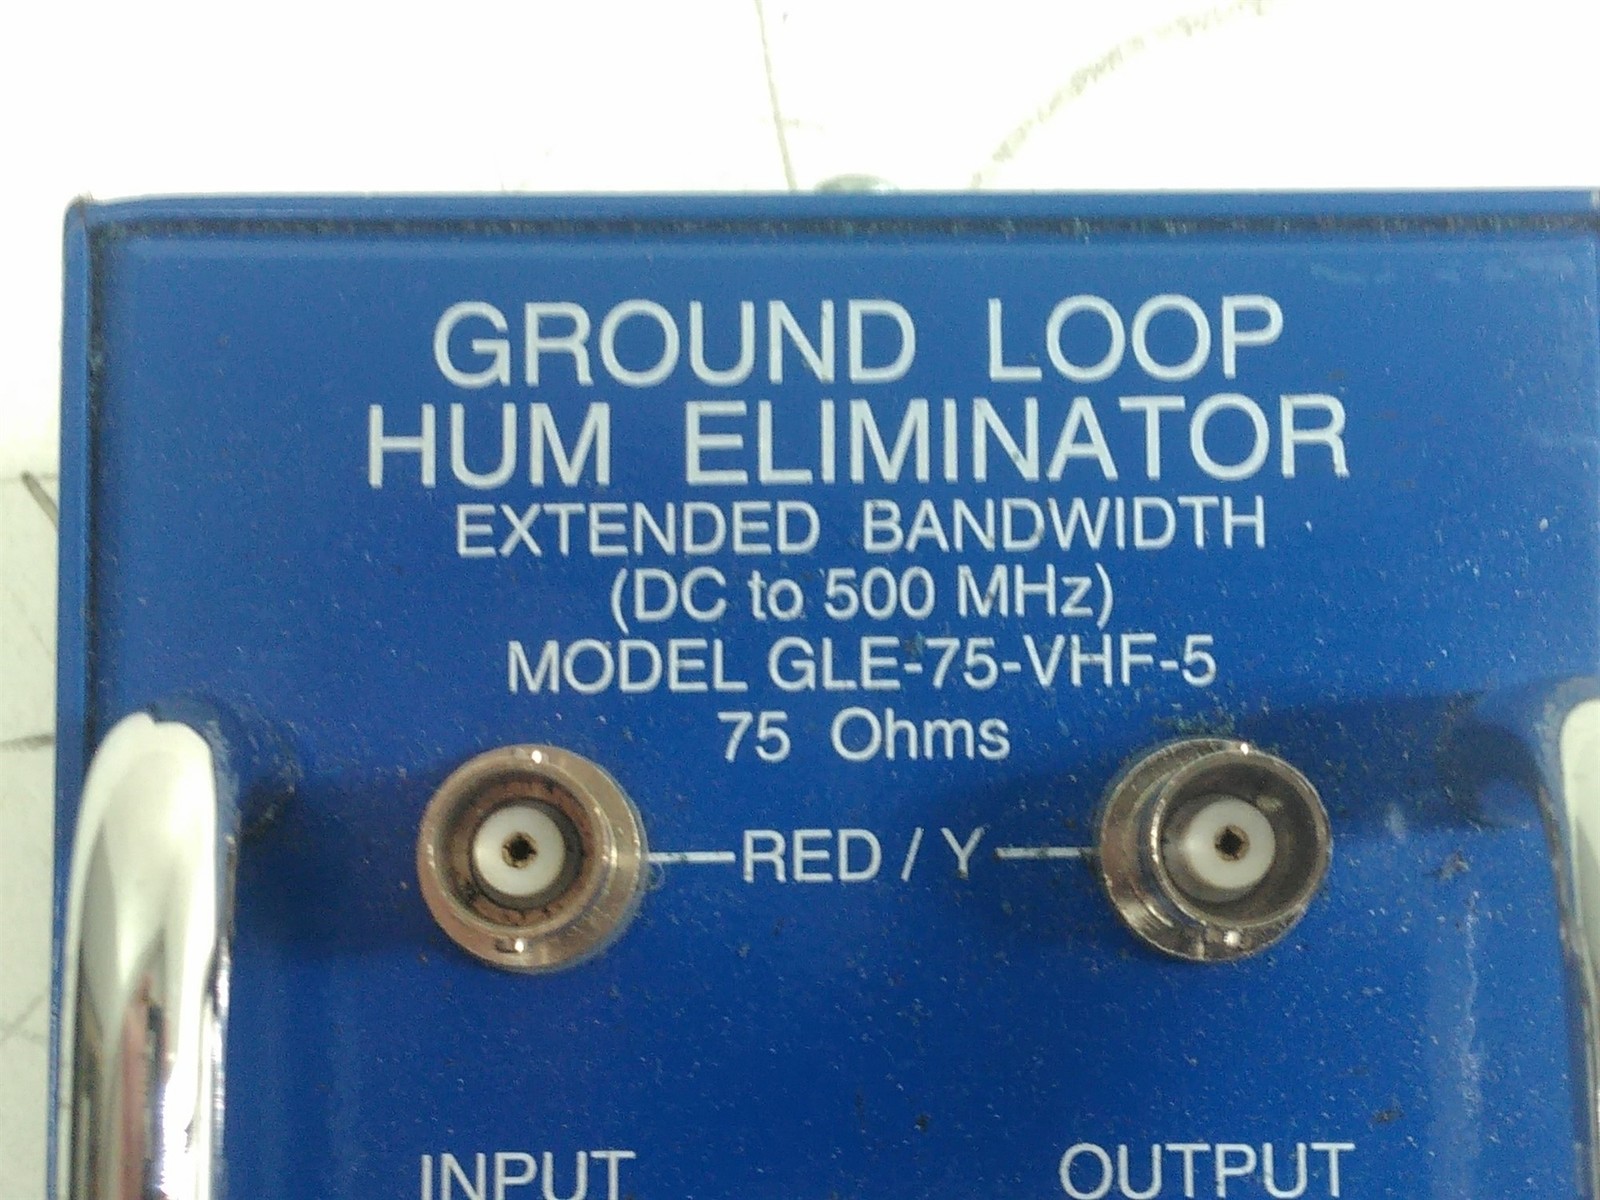 GROUND LOOP
HUM ELIMINATOR
EXTENDED BANDWIDTH
(DC to 500 MHz)
MODEL GLE-75-VHF-5
75 Ohms
RED / Y
INPUT OUTPUT